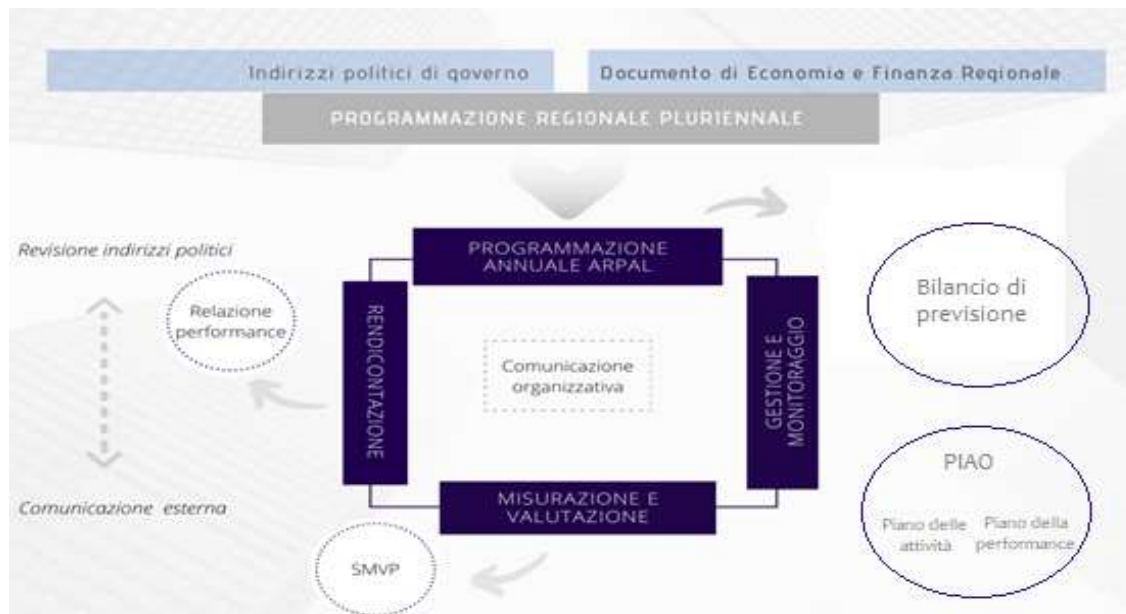 Indirizzi politici di governo
Documento di Economia e Finanza Regionale
PROGRAMMAZIONE REGIONALE PLURIENNALE
PROGRAMMAZIONE
ANNUALE ARPAL
Revisione indirizzi politici
Relazione
performance
RENDICONTAZIONE
Comunicazione
organizzativa
GESTIONE E
MONITORAGGIO
Bilancio di
previsione
PIAO
Piano delle
attività
Piano della
performance
MISURAZIONE E
VALUTAZIONE
Comunicazione esterna
SMVP